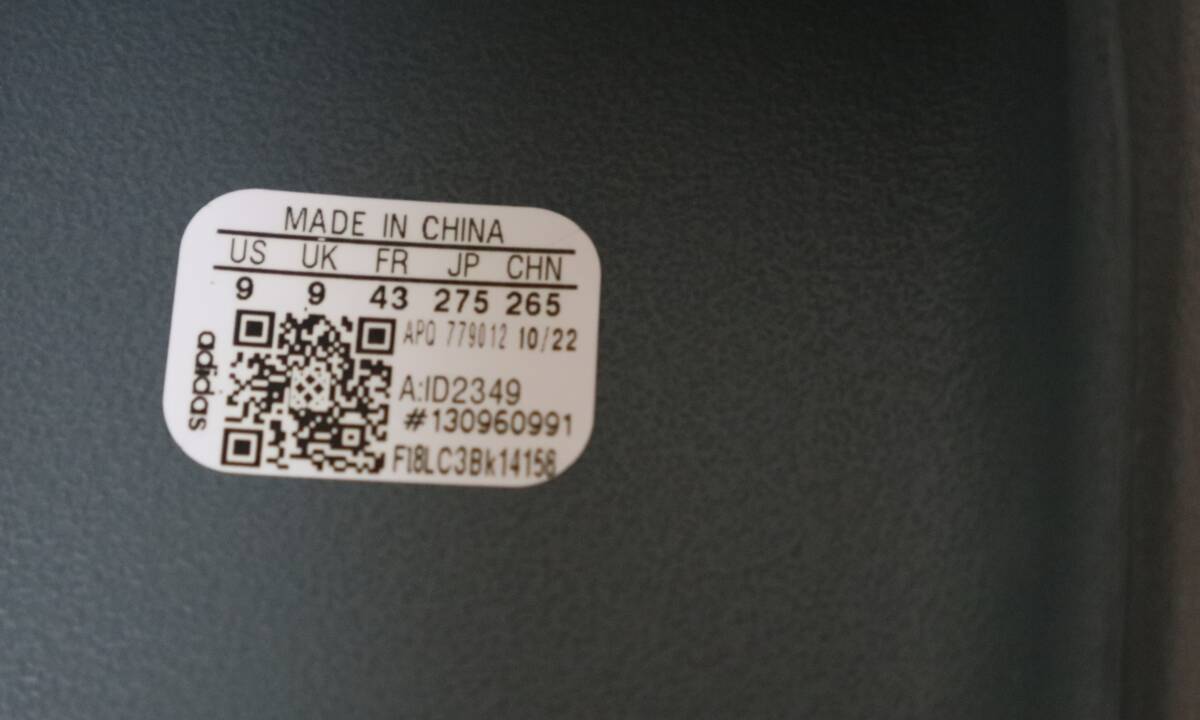 MADE IN CHINA
US UK FR JP CHN
9 9 43 275 265
APQ 779012 10/22
A:ID2349
#130960991
F18LC3Bk14158
adidas